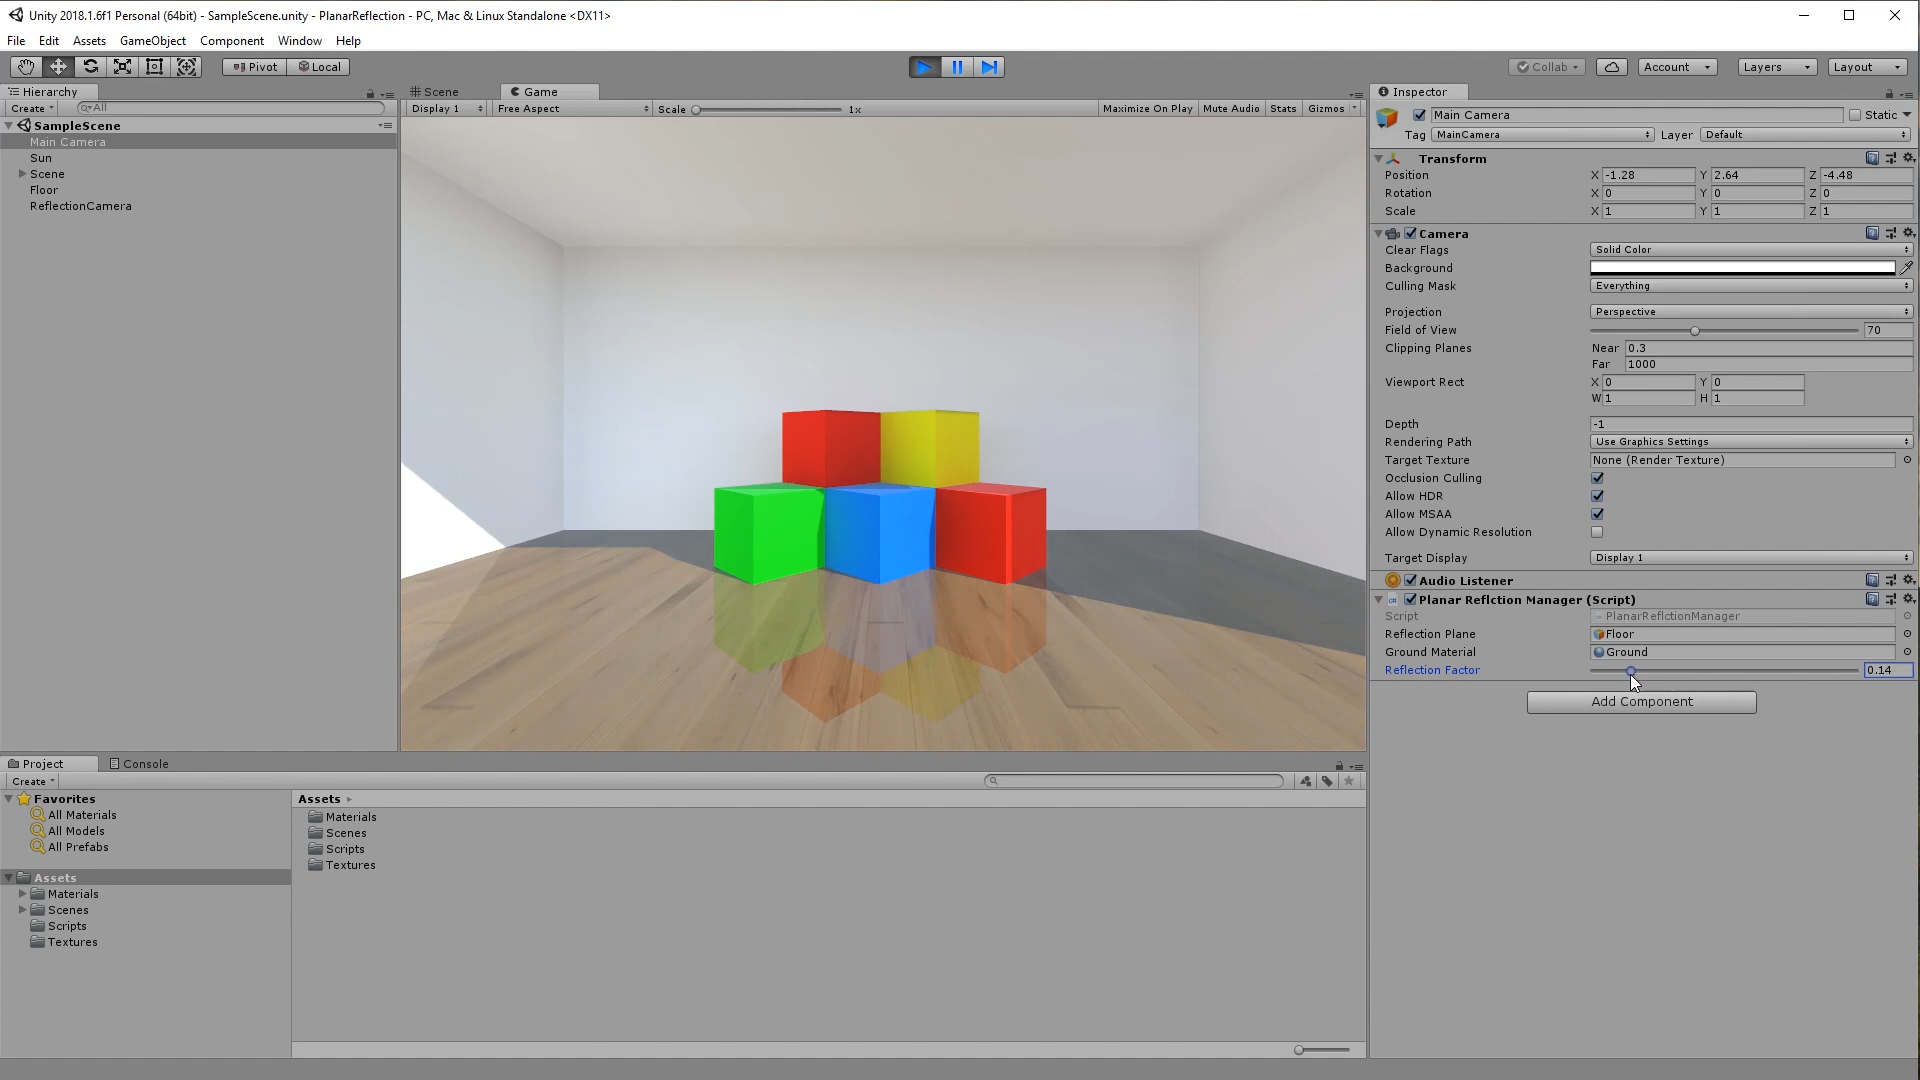 Unity 2018.1.6f1 Personal (64bit) - SampleScene.unity - PlanarReflection - PC, Mac & Linux Standalone <DX11>
File Edit Assets GameObject Component Window Help
Pivot Local Collab Account Layers Layout
Hierarchy
Create All
SampleScene
Main Camera
Sun
Scene
Floor
ReflectionCamera
Scene Game
Display 1 Free Aspect Scale 1x Maximize On Play Mute Audio Stats Gizmos
Inspector
Main Camera Static
Tag MainCamera Layer Default
Transform
Position X -1.28 Y 2.64 Z -4.48
Rotation X 0 Y 0 Z 0
Scale X 1 Y 1 Z 1
Camera
Clear Flags Solid Color
Background
Culling Mask Everything
Projection Perspective
Field of View 70
Clipping Planes Near 0.3
Far 1000
Viewport Rect X 0 Y 0
W 1 H 1
Depth -1
Rendering Path Use Graphics Settings
Target Texture None (Render Texture)
Occlusion Culling
Allow HDR
Allow MSAA
Allow Dynamic Resolution
Target Display Display 1
Audio Listener
Planar Reflction Manager (Script)
Script PlanarReflctionManager
Reflection Plane Floor
Ground Material Ground
Reflection Factor 0.14
Add Component
Project Console
Create
Favorites
All Materials
All Models
All Prefabs
Assets
Materials
Scenes
Scripts
Textures
Assets
Materials
Scenes
Scripts
Textures